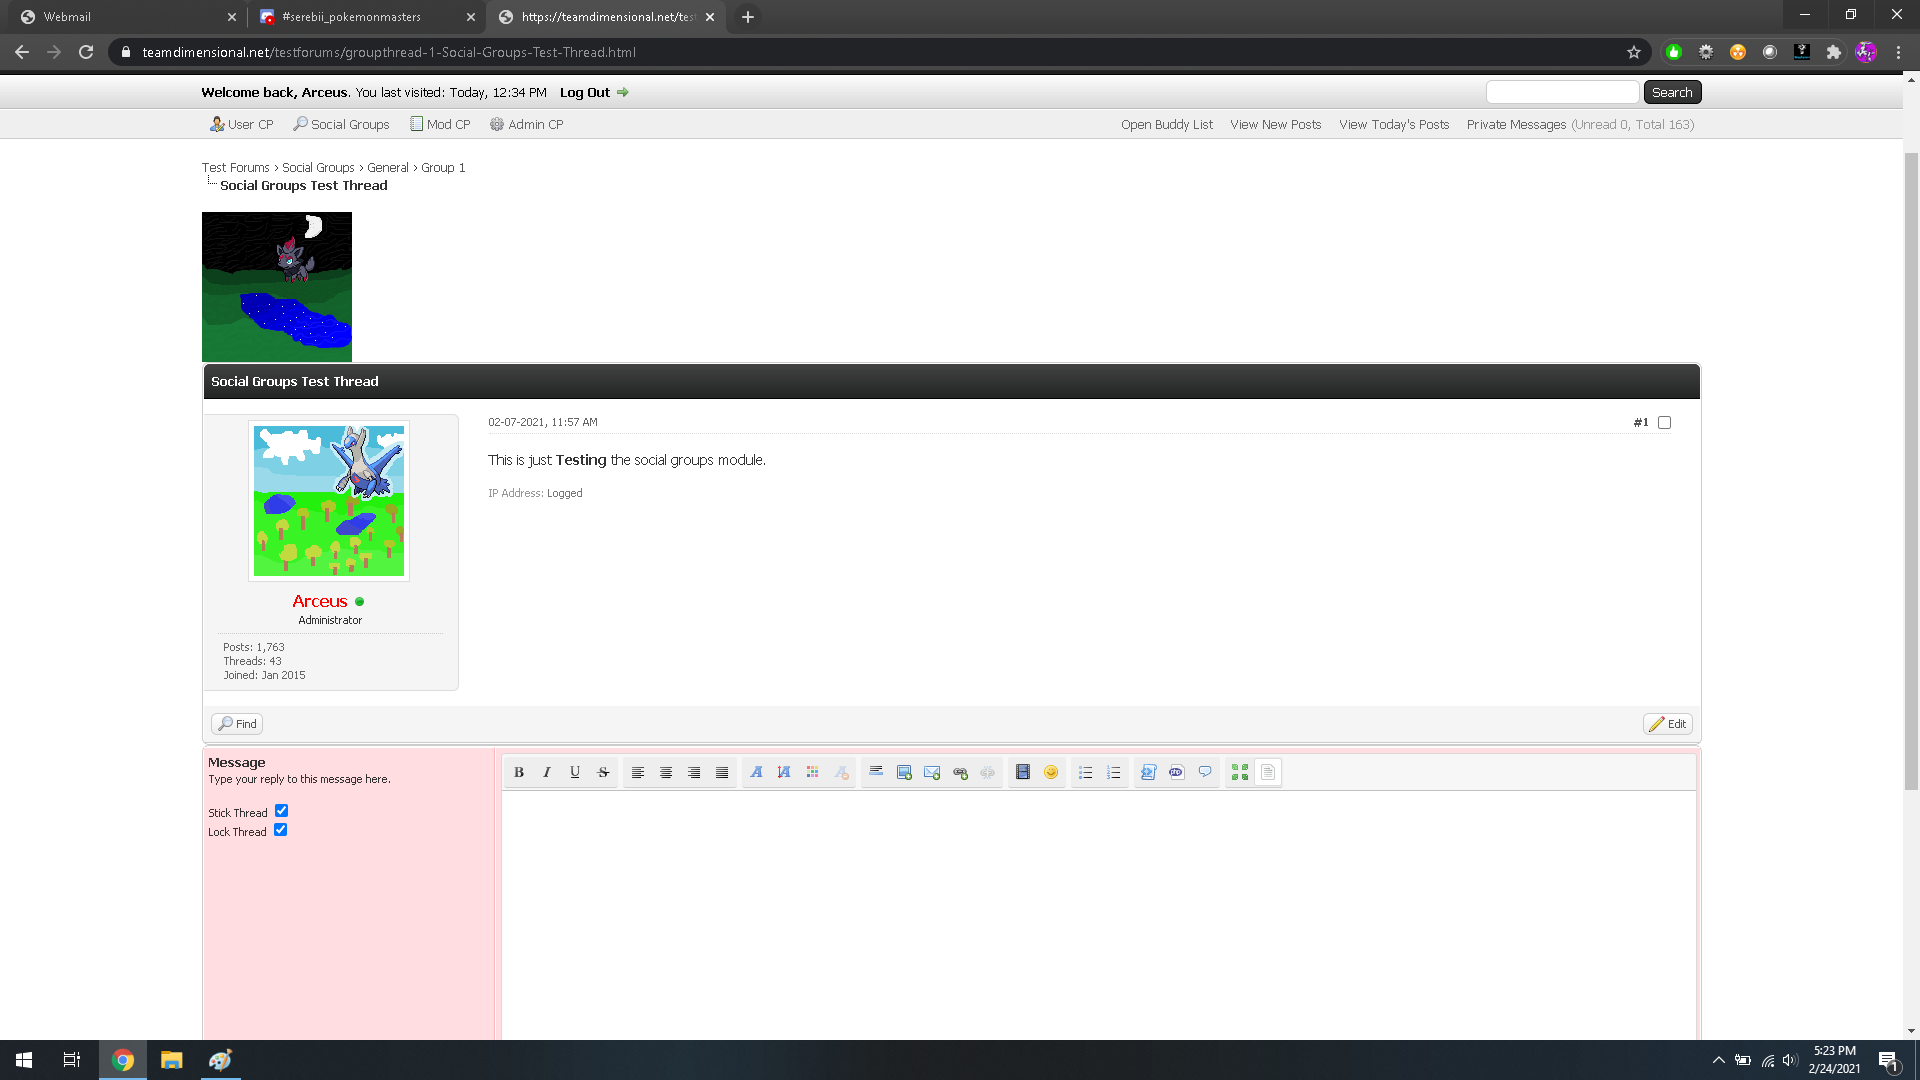 Webmail
#serebii_pokemonmasters
https://teamdimensional.net/test
teamdimensional.net/testforums/groupthread-1-Social-Groups-Test-Thread.html
Welcome back, Arceus. You last visited: Today, 12:34 PM Log Out
Search
User CP Social Groups Mod CP Admin CP
Open Buddy List View New Posts View Today's Posts Private Messages (Unread 0, Total 163)
Test Forums › Social Groups › General › Group 1
Social Groups Test Thread
Social Groups Test Thread
02-07-2021, 11:57 AM
#1
This is just Testing the social groups module.
IP Address: Logged
Arceus
Administrator
Posts: 1,763
Threads: 43
Joined: Jan 2015
Find
Edit
Message
Type your reply to this message here.
Stick Thread
Lock Thread
B I U S
5:23 PM
2/24/2021
1